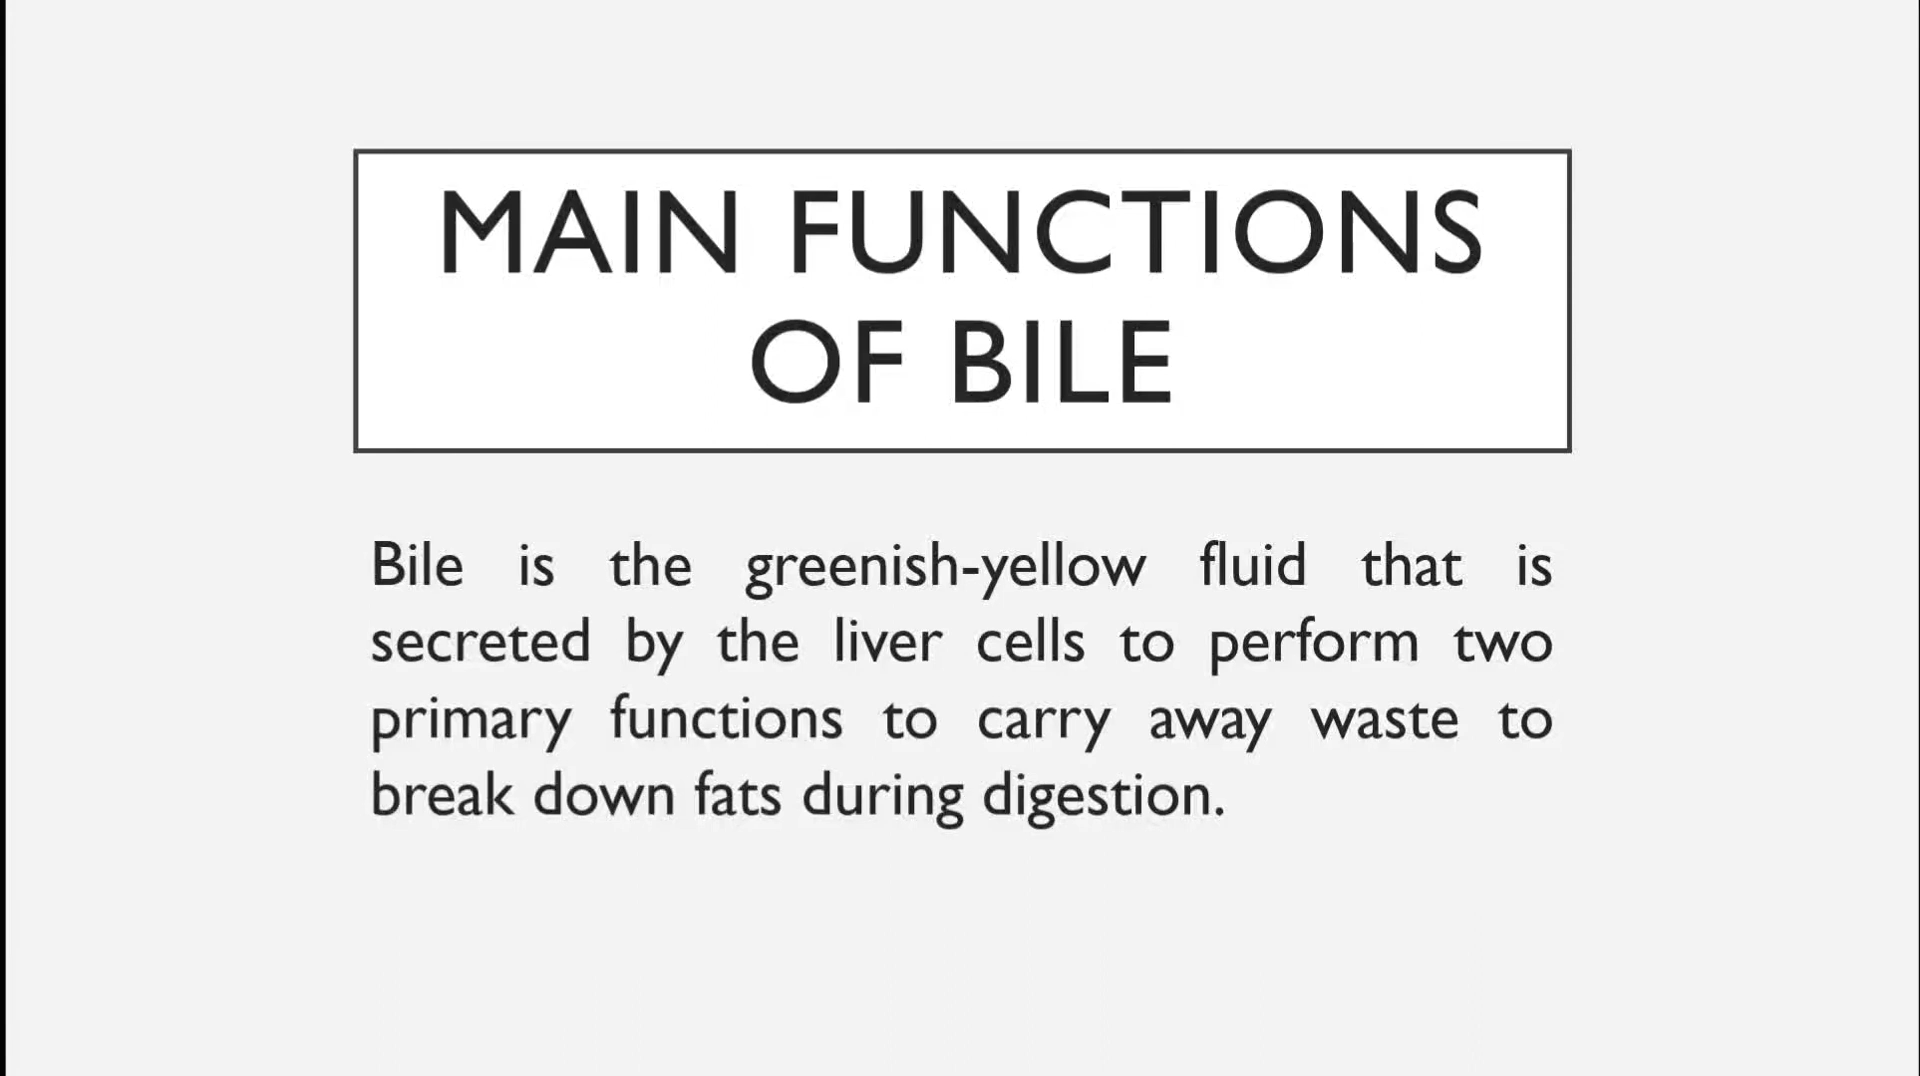 MAIN FUNCTIONS
OF BILE
Bile is the greenish-yellow fluid that is
secreted by the liver cells to perform two
primary functions to carry away waste to
break down fats during digestion.